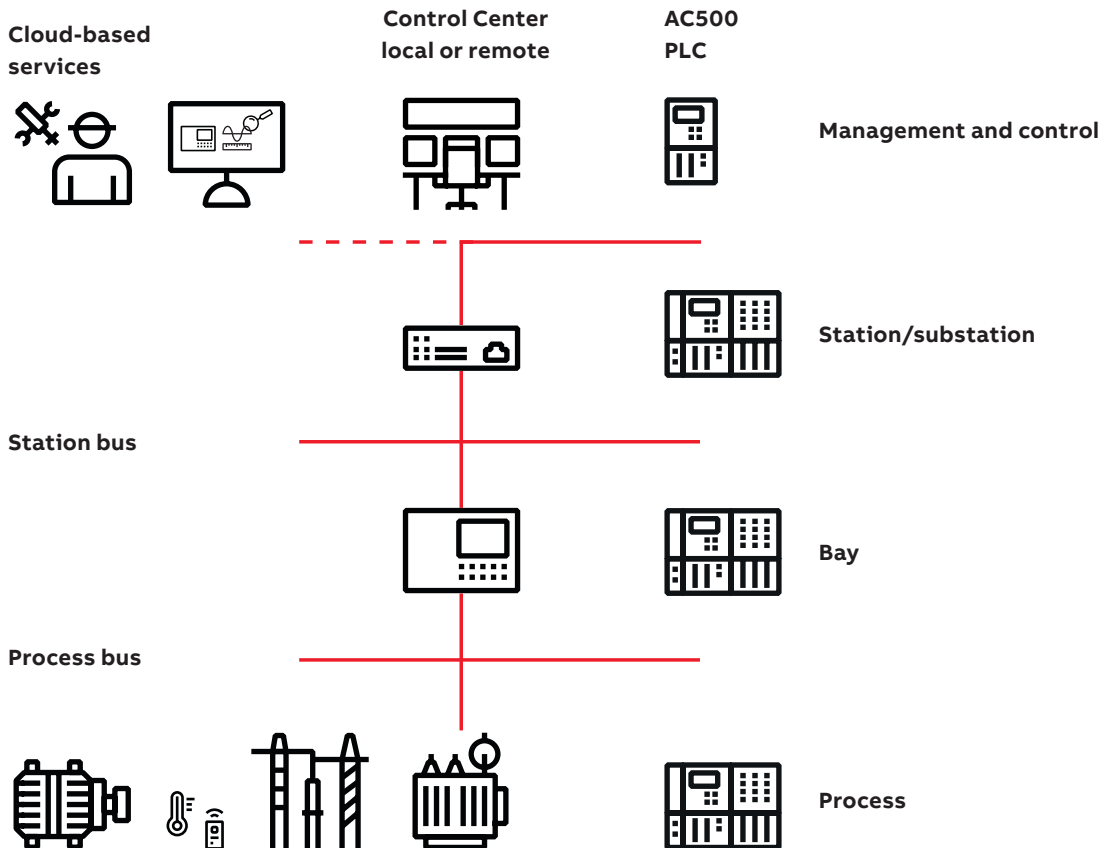 Cloud-based
services
Control Center
local or remote
AC500
PLC
Management and control
Station/substation
Station bus
Bay
Process bus
Process